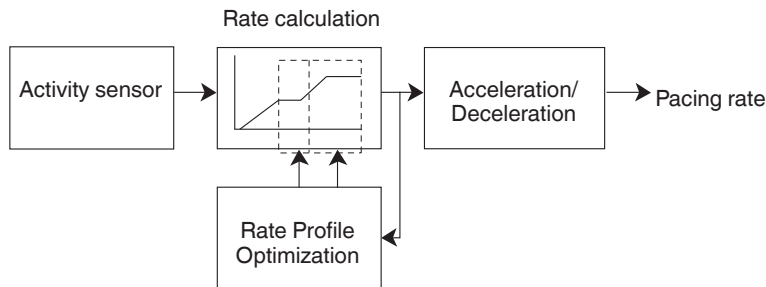 Rate calculation
Activity sensor
Acceleration/
Deceleration
Pacing rate
Rate Profile
Optimization